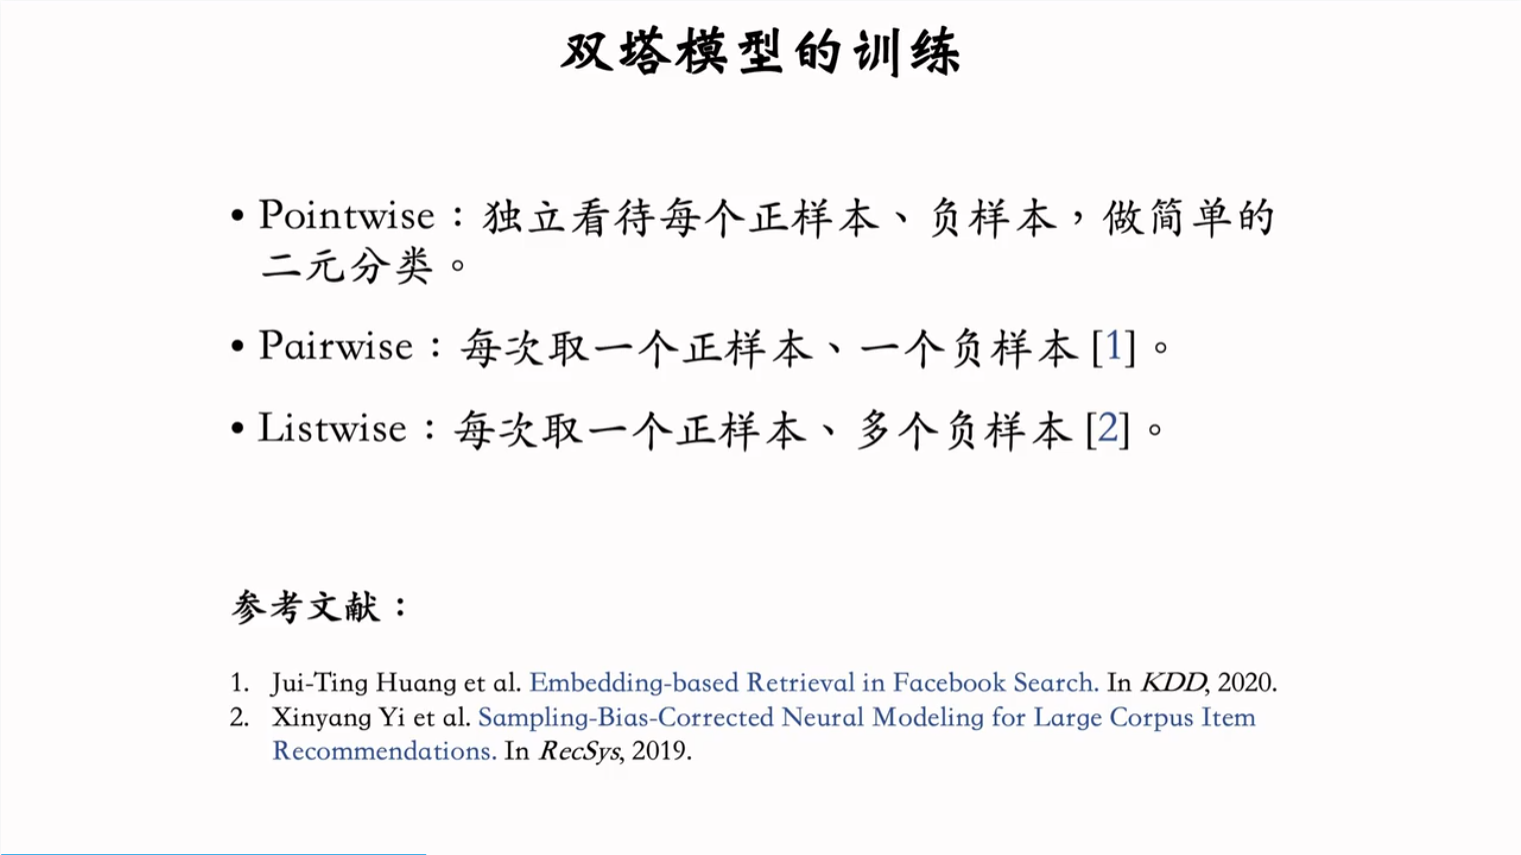 双塔模型的训练
• Pointwise：独立看待每个正样本、负样本，做简单的
二元分类。
• Pairwise：每次取一个正样本、一个负样本 [1]。
• Listwise：每次取一个正样本、多个负样本 [2]。
参考文献：
1. Jui-Ting Huang et al. Embedding-based Retrieval in Facebook Search. In KDD, 2020.
2. Xinyang Yi et al. Sampling-Bias-Corrected Neural Modeling for Large Corpus Item
Recommendations. In RecSys, 2019.